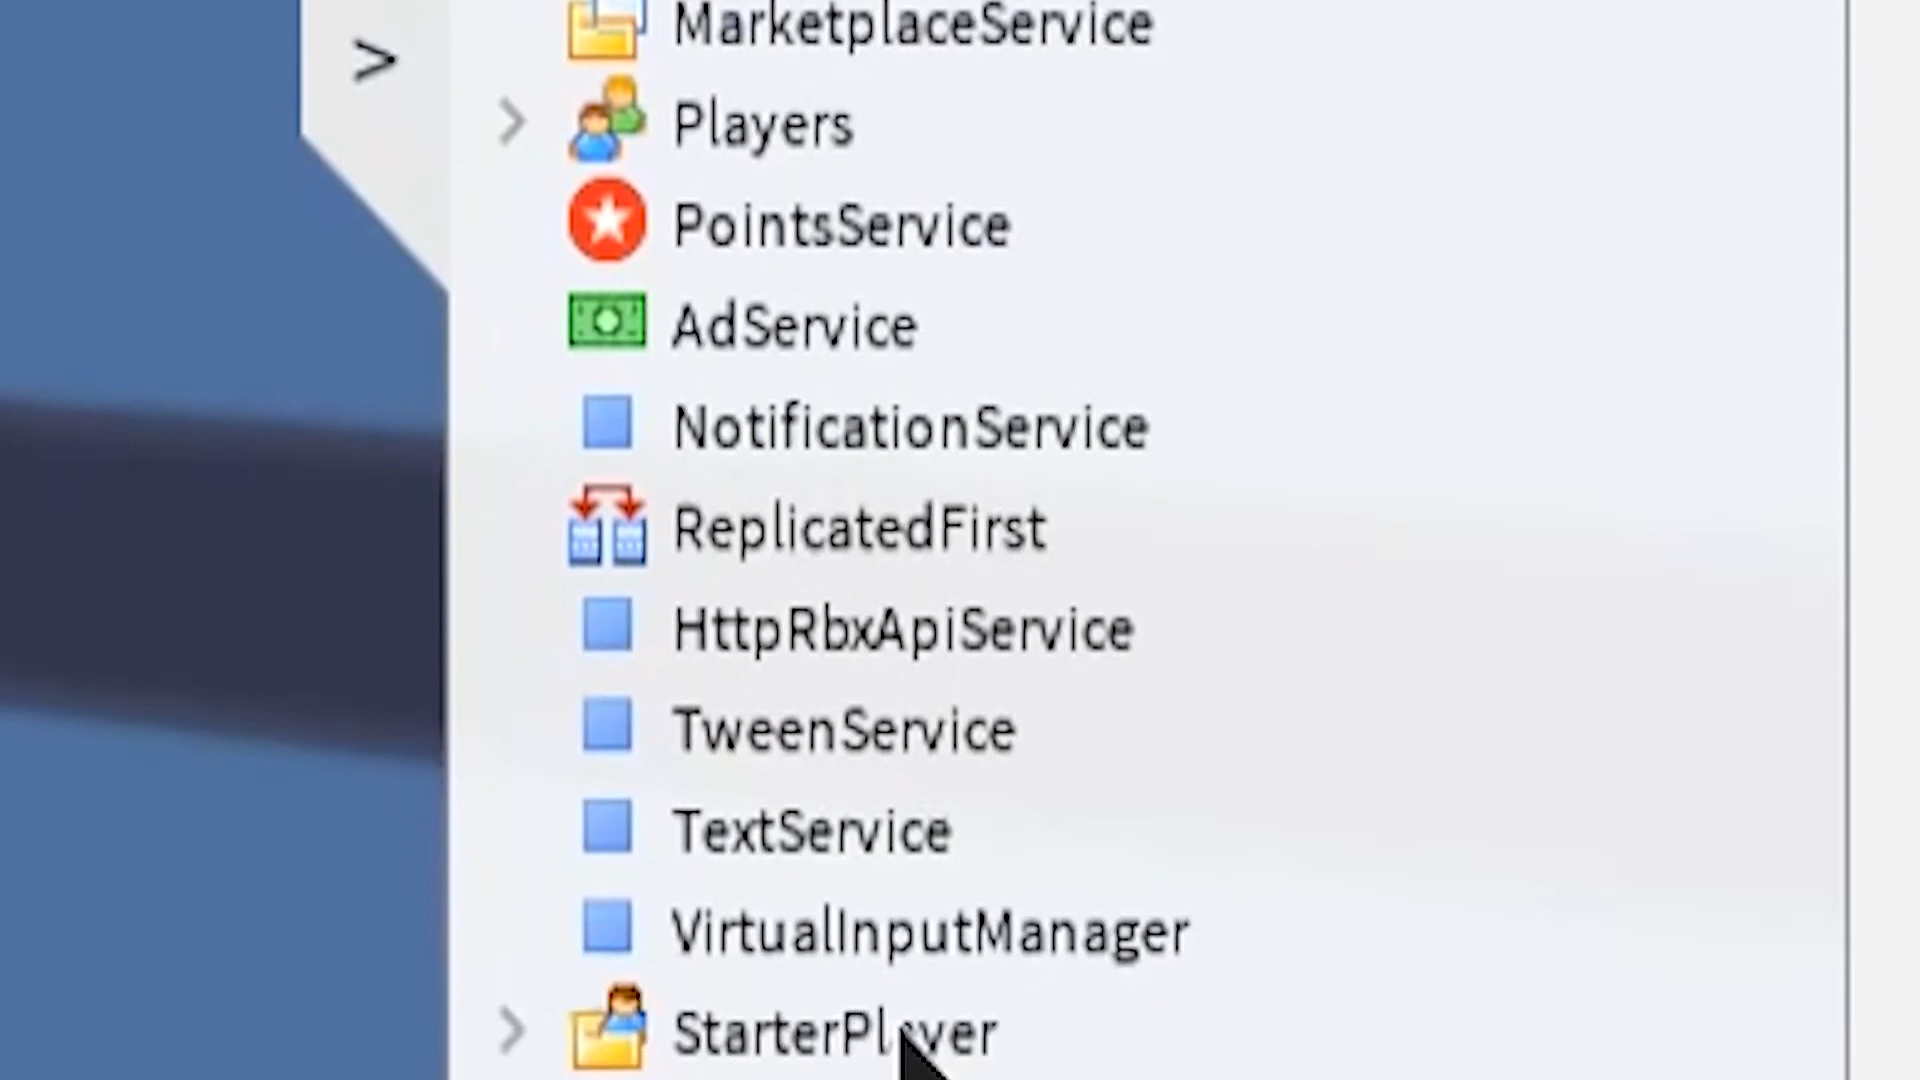 >
MarketplaceService
Players
PointsService
AdService
NotificationService
ReplicatedFirst
HttpRbxApiService
TweenService
TextService
VirtualInputManager
StarterPlayer